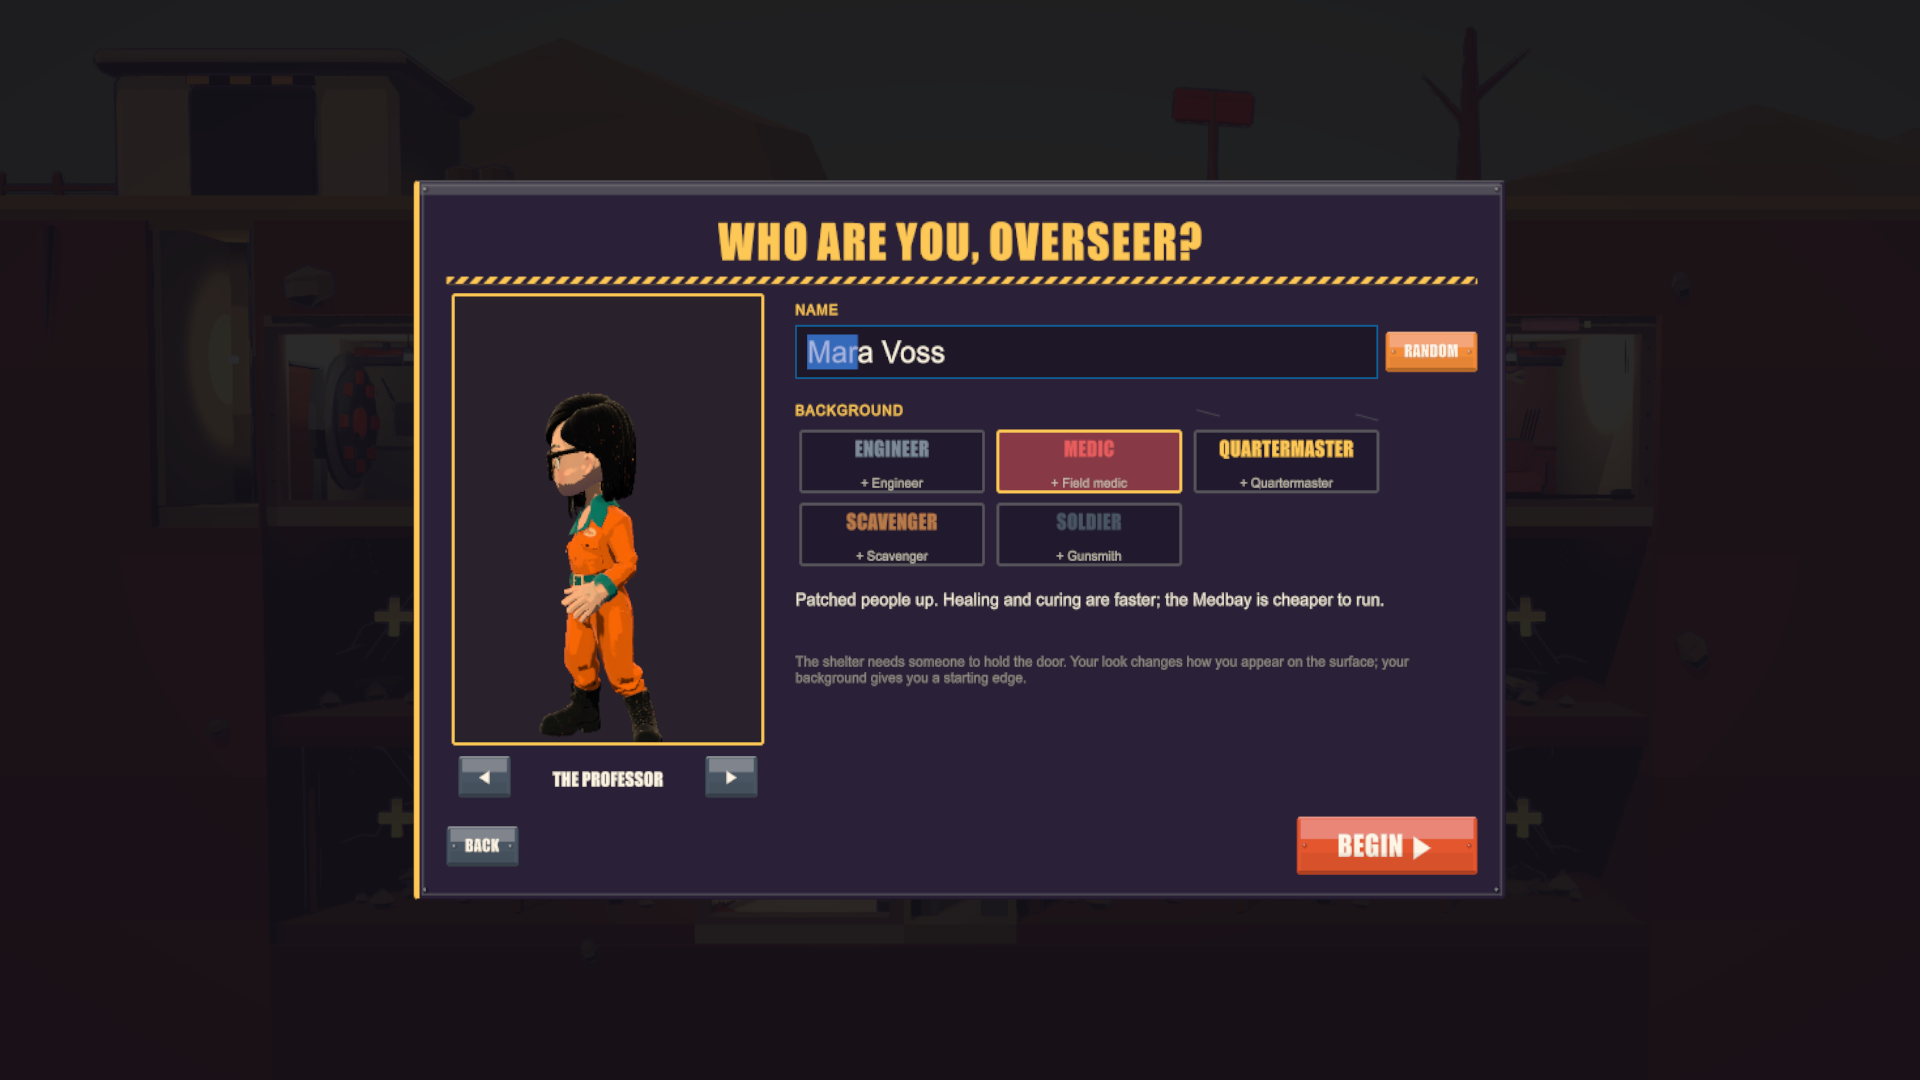 WHO ARE YOU, OVERSEER?
NAME
Mara Voss
RANDOM
BACKGROUND
ENGINEER
+ Engineer
MEDIC
+ Field medic
QUARTERMASTER
+ Quartermaster
SCAVENGER
+ Scavenger
SOLDIER
+ Gunsmith
Patched people up. Healing and curing are faster; the Medbay is cheaper to run.
The shelter needs someone to hold the door. Your look changes how you appear on the surface; your
background gives you a starting edge.
THE PROFESSOR
BACK
BEGIN